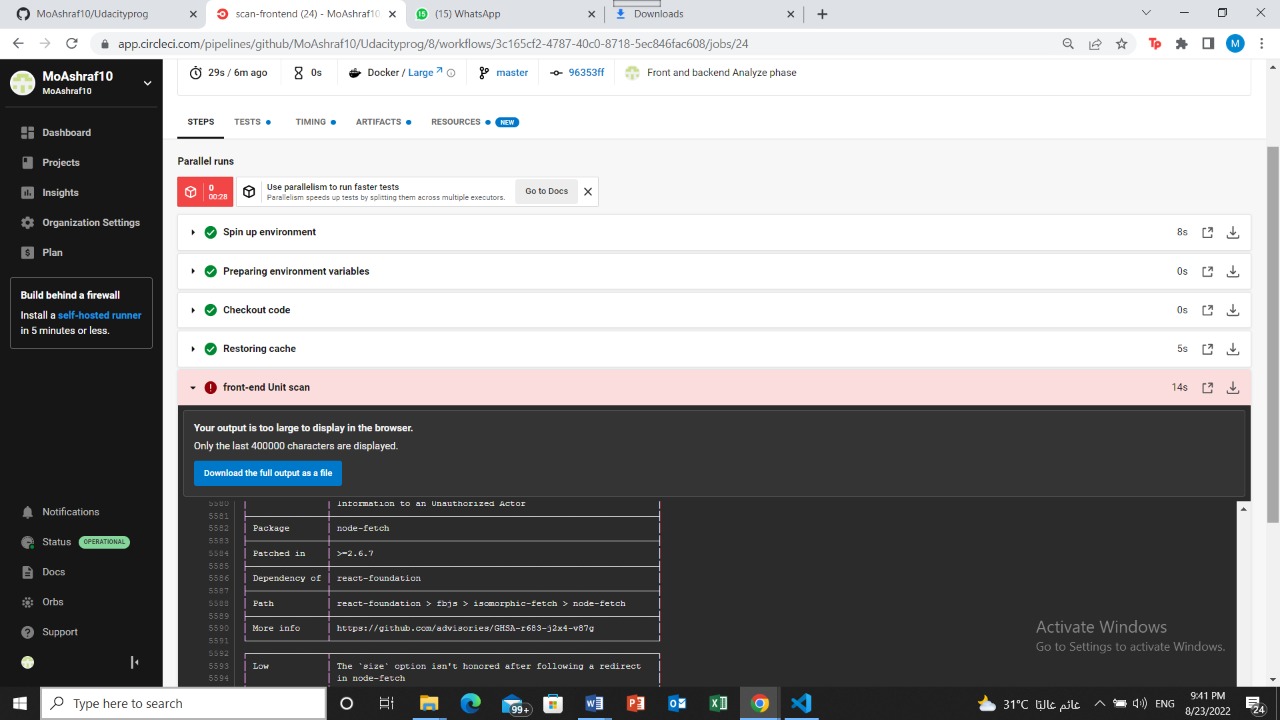 MoAshraf10/Udacityprog
scan-frontend (24) - MoAshraf10
(15) WhatsApp
Downloads
app.circleci.com/pipelines/github/MoAshraf10/Udacityprog/8/workflows/3c165cf2-4787-40c0-8718-5ec846fac608/jobs/24
Tp
M
MoAshraf10
MoAshraf10
29s / 6m ago
0s
Docker / Large
master
96353ff
Front and backend Analyze phase
Dashboard
Projects
Insights
Organization Settings
Plan
Build behind a firewall
Install a self-hosted runner
in 5 minutes or less.
Notifications
Status OPERATIONAL
Docs
Orbs
Support
STEPS
TESTS
TIMING
ARTIFACTS
RESOURCES
NEW
Parallel runs
0
00:28
Use parallelism to run faster tests
Parallelism speeds up tests by splitting them across multiple executors.
Go to Docs
Spin up environment 8s
Preparing environment variables 0s
Checkout code 0s
Restoring cache 5s
front-end Unit scan 14s
Your output is too large to display in the browser.
Only the last 400000 characters are displayed.
Download the full output as a file
5580 Information to an Unauthorized Actor
5581
5582 Package node-fetch
5583
5584 Patched in >=2.6.7
5585
5586 Dependency of react-foundation
5587
5588 Path react-foundation > fbjs > isomorphic-fetch > node-fetch
5589
5590 More info https://github.com/advisories/GHSA-r683-j2x4-v87g
5591
5592
5593 Low The `size` option isn't honored after following a redirect
5594 in node-fetch
Activate Windows
Go to Settings to activate Windows.
Type here to search
99+
31°C غائم غالبًا
ENG
9:41 PM
8/23/2022
24